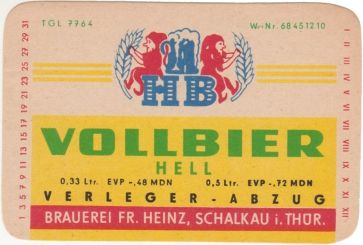 TGL 7764
W.-Nr. 68451210
HB
VOLLBIER
HELL
0,33 Ltr. EVP -,48 MDN 0,5 Ltr. EVP -,72 MDN
VERLEGER-ABZUG
BRAUEREI FR. HEINZ, SCHALKAU i. THÜR.
1 3 5 7 9 11 13 15 17 19 21 23 25 27 29 31
I II III IV V VI VII VIII IX X XI XII